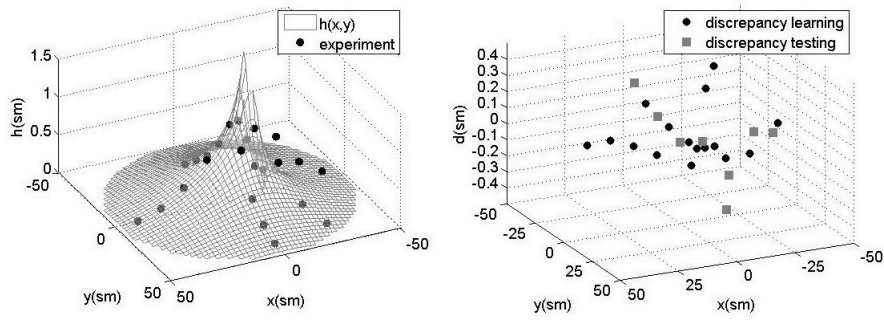 h(x,y)
experiment
1.5
1
0.5
0
h(sm)
-50
0
50
y(sm)
50
0
-50
x(sm)
discrepancy learning
discrepancy testing
0.4
0.3
0.2
0.1
0
-0.1
-0.2
-0.3
-0.4
d(sm)
-50
-25
0
25
50
y(sm)
50
25
0
-25
-50
x(sm)